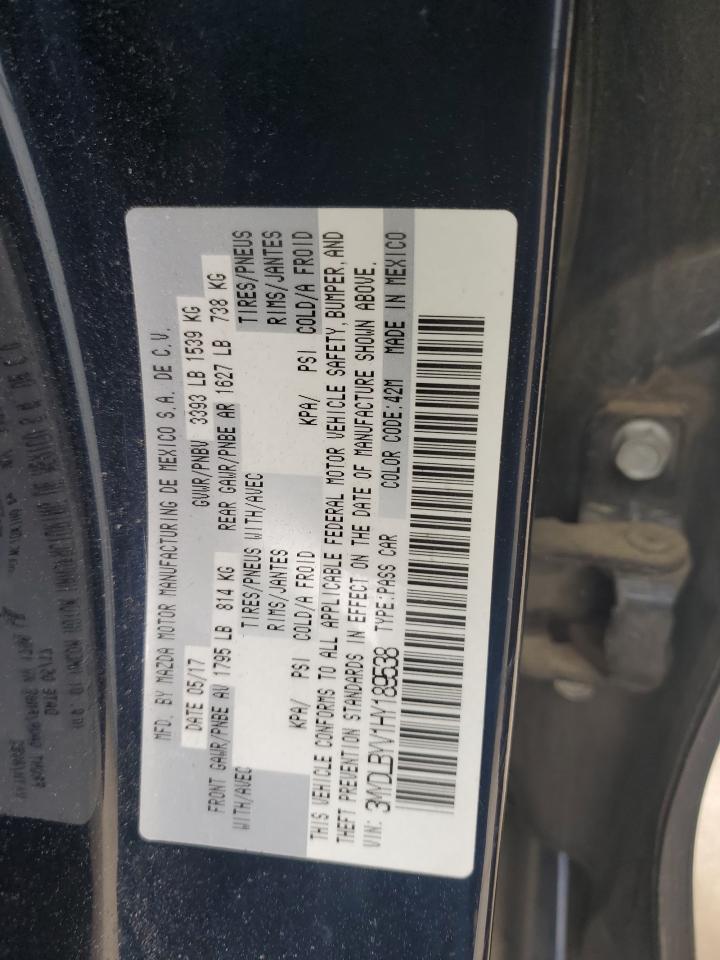 MFD. BY MAZDA MOTOR MANUFACTURING DE MEXICO S.A. DE C.V.
DATE 05/17 GVWR/PNBV 3393 LB 1539 KG
FRONT GAWR/PNBE AV 1795 LB 814 KG REAR GAWR/PNBE AR 1627 LB 738 KG
WITH/AVEC TIRES/PNEUS WITH/AVEC TIRES/PNEUS
RIMS/JANTES RIMS/JANTES
KPA/ PSI COLD/A FROID KPA/ PSI COLD/A FROID
THIS VEHICLE CONFORMS TO ALL APPLICABLE FEDERAL MOTOR VEHICLE SAFETY, BUMPER, AND
THEFT PREVENTION STANDARDS IN EFFECT ON THE DATE OF MANUFACTURE SHOWN ABOVE.
VIN: 3MYDLBYV1HY189538 TYPE:PASS CAR COLOR CODE:42M MADE IN MEXICO